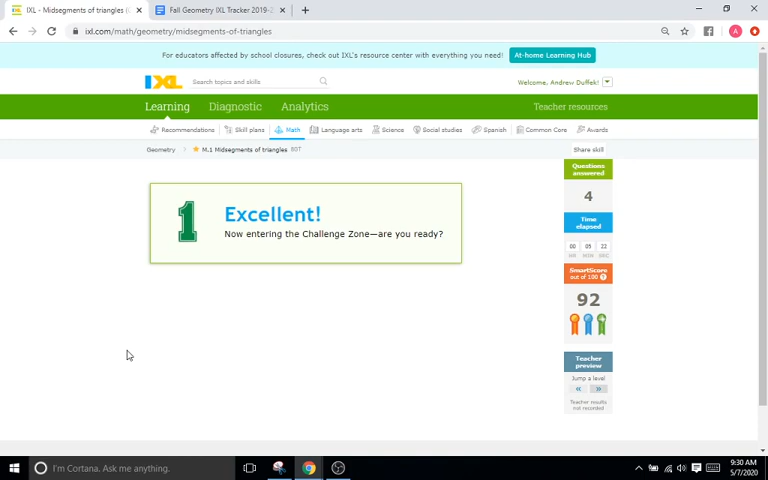 IXL - Midsegments of triangles (
Fall Geometry IXL Tracker 2019-2
ixl.com/math/geometry/midsegments-of-triangles
A
For educators affected by school closures, check out IXL's resource center with everything you need!
At-home Learning Hub
IXL
Search topics and skills
Welcome, Andrew Duffek!
Learning
Diagnostic
Analytics
Teacher resources
Recommendations
Skill plans
Math
Language arts
Science
Social studies
Spanish
Common Core
Awards
Geometry
M.1 Midsegments of triangles
Share skill
Questions
answered
4
Time
elapsed
00 05 22
HR MIN SEC
SmartScore
out of 100 ?
92
1
Excellent!
Now entering the Challenge Zone—are you ready?
Teacher
preview
Jump a level
« »
Teacher results
not recorded
I'm Cortana. Ask me anything.
9:30 AM
5/7/2020